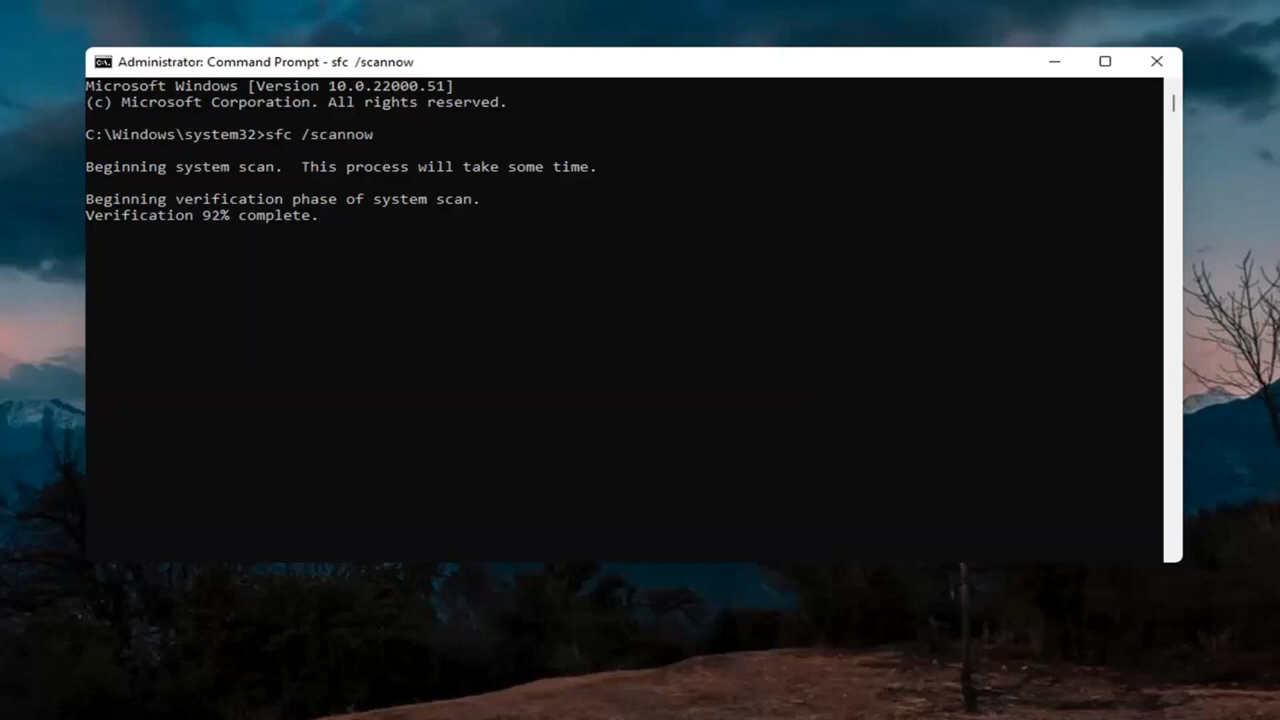 Administrator: Command Prompt - sfc  /scannow
Microsoft Windows [Version 10.0.22000.51]
(c) Microsoft Corporation. All rights reserved.
C:\Windows\system32>sfc /scannow
Beginning system scan.  This process will take some time.
Beginning verification phase of system scan.
Verification 92% complete.